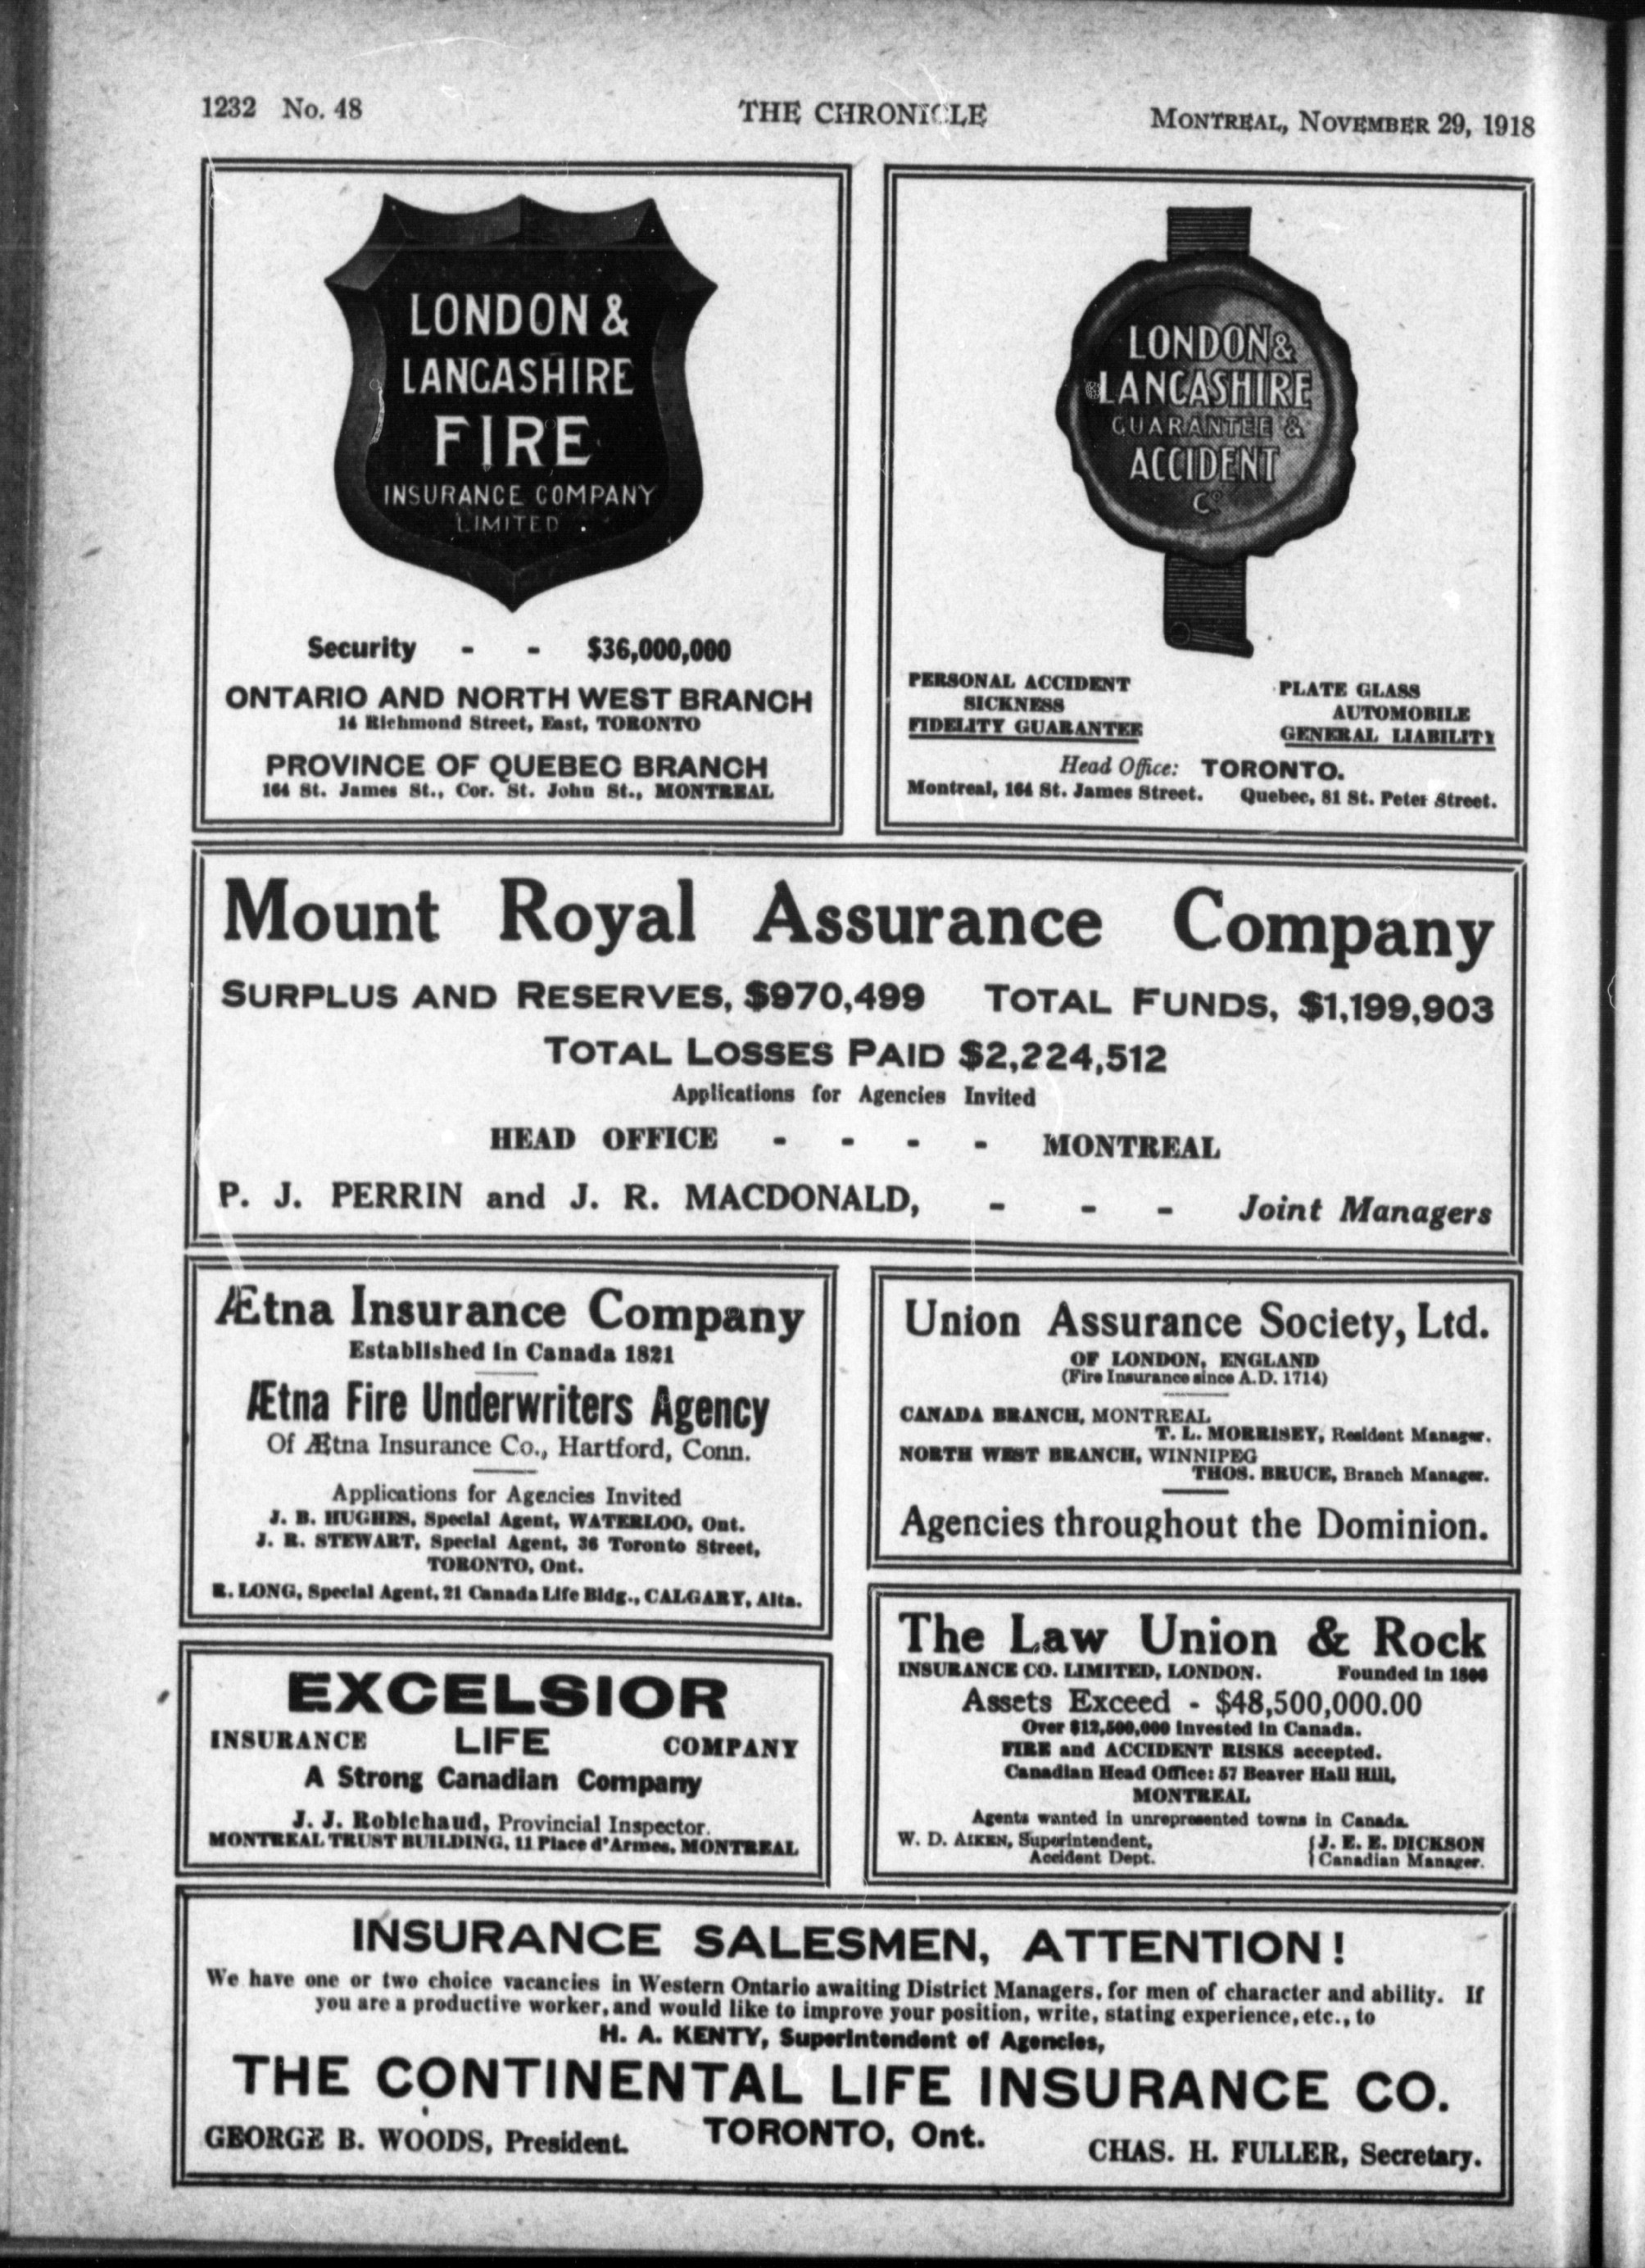 1232 No. 48
THE CHRONICLE
MONTREAL, NOVEMBER 29, 1918
LONDON &
LANCASHIRE
FIRE
INSURANCE COMPANY
LIMITED
Security - - $36,000,000
ONTARIO AND NORTH WEST BRANCH
14 Richmond Street, East, TORONTO
PROVINCE OF QUEBEC BRANCH
164 St. James St., Cor. St. John St., MONTREAL
LONDON &
LANCASHIRE
GUARANTEE &
ACCIDENT
Co
PERSONAL ACCIDENT
SICKNESS
FIDELITY GUARANTEE
PLATE GLASS
AUTOMOBILE
GENERAL LIABILITY
Head Office: TORONTO.
Montreal, 164 St. James Street. Quebec, 81 St. Peter Street.
Mount Royal Assurance Company
SURPLUS AND RESERVES, $970,499 TOTAL FUNDS, $1,199,903
TOTAL LOSSES PAID $2,224,512
Applications for Agencies Invited
HEAD OFFICE - - - - MONTREAL
P. J. PERRIN and J. R. MACDONALD, - - - Joint Managers
Ætna Insurance Company
Established in Canada 1821
Ætna Fire Underwriters Agency
Of Ætna Insurance Co., Hartford, Conn.
Applications for Agencies Invited
J. B. HUGHES, Special Agent, WATERLOO, Ont.
J. R. STEWART, Special Agent, 36 Toronto Street,
TORONTO, Ont.
R. LONG, Special Agent, 21 Canada Life Bldg., CALGARY, Alta.
EXCELSIOR
INSURANCE LIFE COMPANY
A Strong Canadian Company
J. J. Robichaud, Provincial Inspector.
MONTREAL TRUST BUILDING, 11 Place d'Armes, MONTREAL
Union Assurance Society, Ltd.
OF LONDON, ENGLAND
(Fire Insurance since A.D. 1714)
CANADA BRANCH, MONTREAL
T. L. MORRISEY, Resident Manager.
NORTH WEST BRANCH, WINNIPEG
THOS. BRUCE, Branch Manager.
Agencies throughout the Dominion.
The Law Union & Rock
INSURANCE CO. LIMITED, LONDON. Founded in 1806
Assets Exceed - $48,500,000.00
Over $12,500,000 invested in Canada.
FIRE and ACCIDENT RISKS accepted.
Canadian Head Office: 57 Beaver Hall Hill,
MONTREAL
Agents wanted in unrepresented towns in Canada.
W. D. AIKEN, Superintendent,
Accident Dept.
J. E. E. DICKSON
Canadian Manager.
INSURANCE SALESMEN, ATTENTION!
We have one or two choice vacancies in Western Ontario awaiting District Managers, for men of character and ability. If
you are a productive worker, and would like to improve your position, write, stating experience, etc., to
H. A. KENTY, Superintendent of Agencies,
THE CONTINENTAL LIFE INSURANCE CO.
TORONTO, Ont.
GEORGE B. WOODS, President.
CHAS. H. FULLER, Secretary.